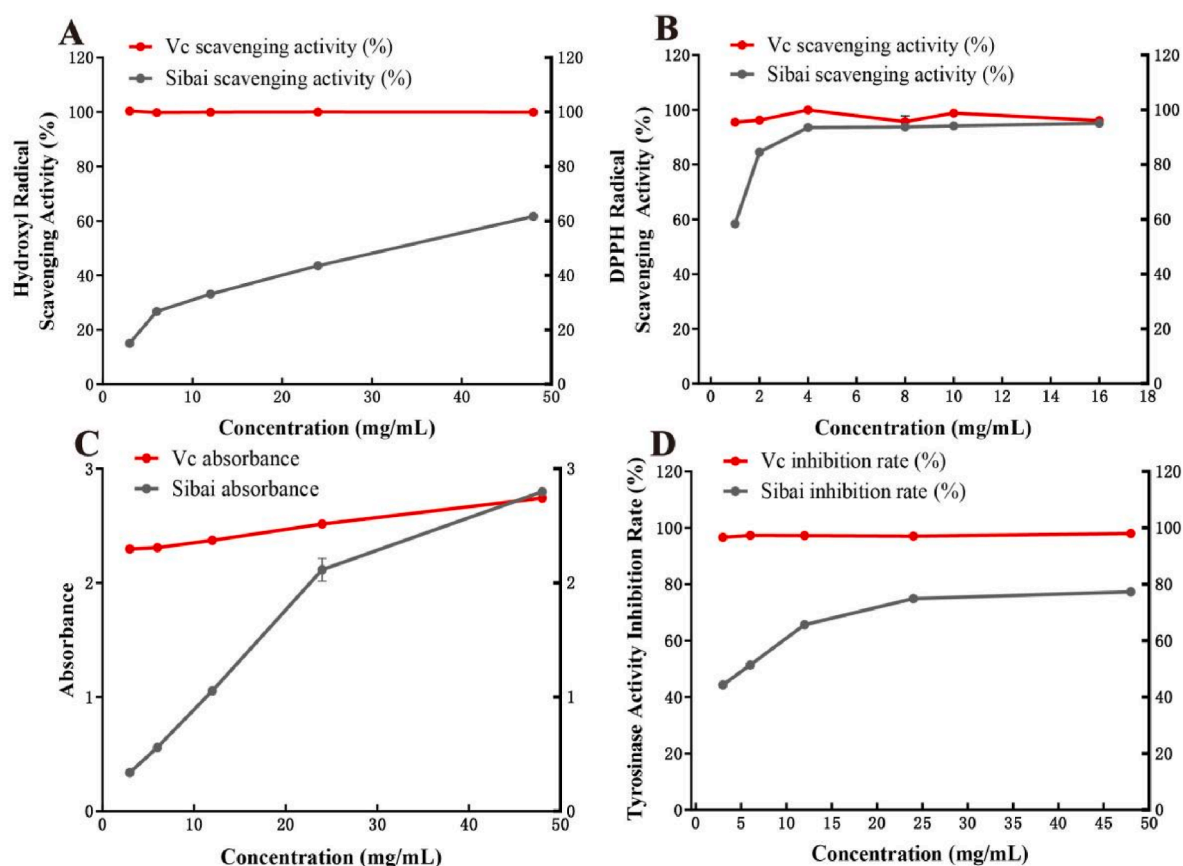 A
Vc scavenging activity (%)
Sibai scavenging activity (%)
120 120
100 100
80 80
60 60
40 40
20 20
0 0
0 10 20 30 40 50
Hydroxyl Radical
Scavenging Activity (%)
Concentration (mg/mL)
B
Vc scavenging activity (%)
Sibai scavenging activity (%)
120 120
100 100
80 80
60 60
40 40
20 20
0 0
0 2 4 6 8 10 12 14 16 18
DPPH Radical
Scavenging Activity (%)
Concentration (mg/mL)
C
Vc absorbance
Sibai absorbance
3 3
2 2
1 1
0 0
0 10 20 30 40 50
Absorbance
Concentration (mg/mL)
D
Vc inhibition rate (%)
Sibai inhibition rate (%)
120 120
100 100
80 80
60 60
40 40
20 20
0 0
0 5 10 15 20 25 30 35 40 45 50
Tyrosinase Activity Inhibition Rate (%)
Concentration (mg/mL)